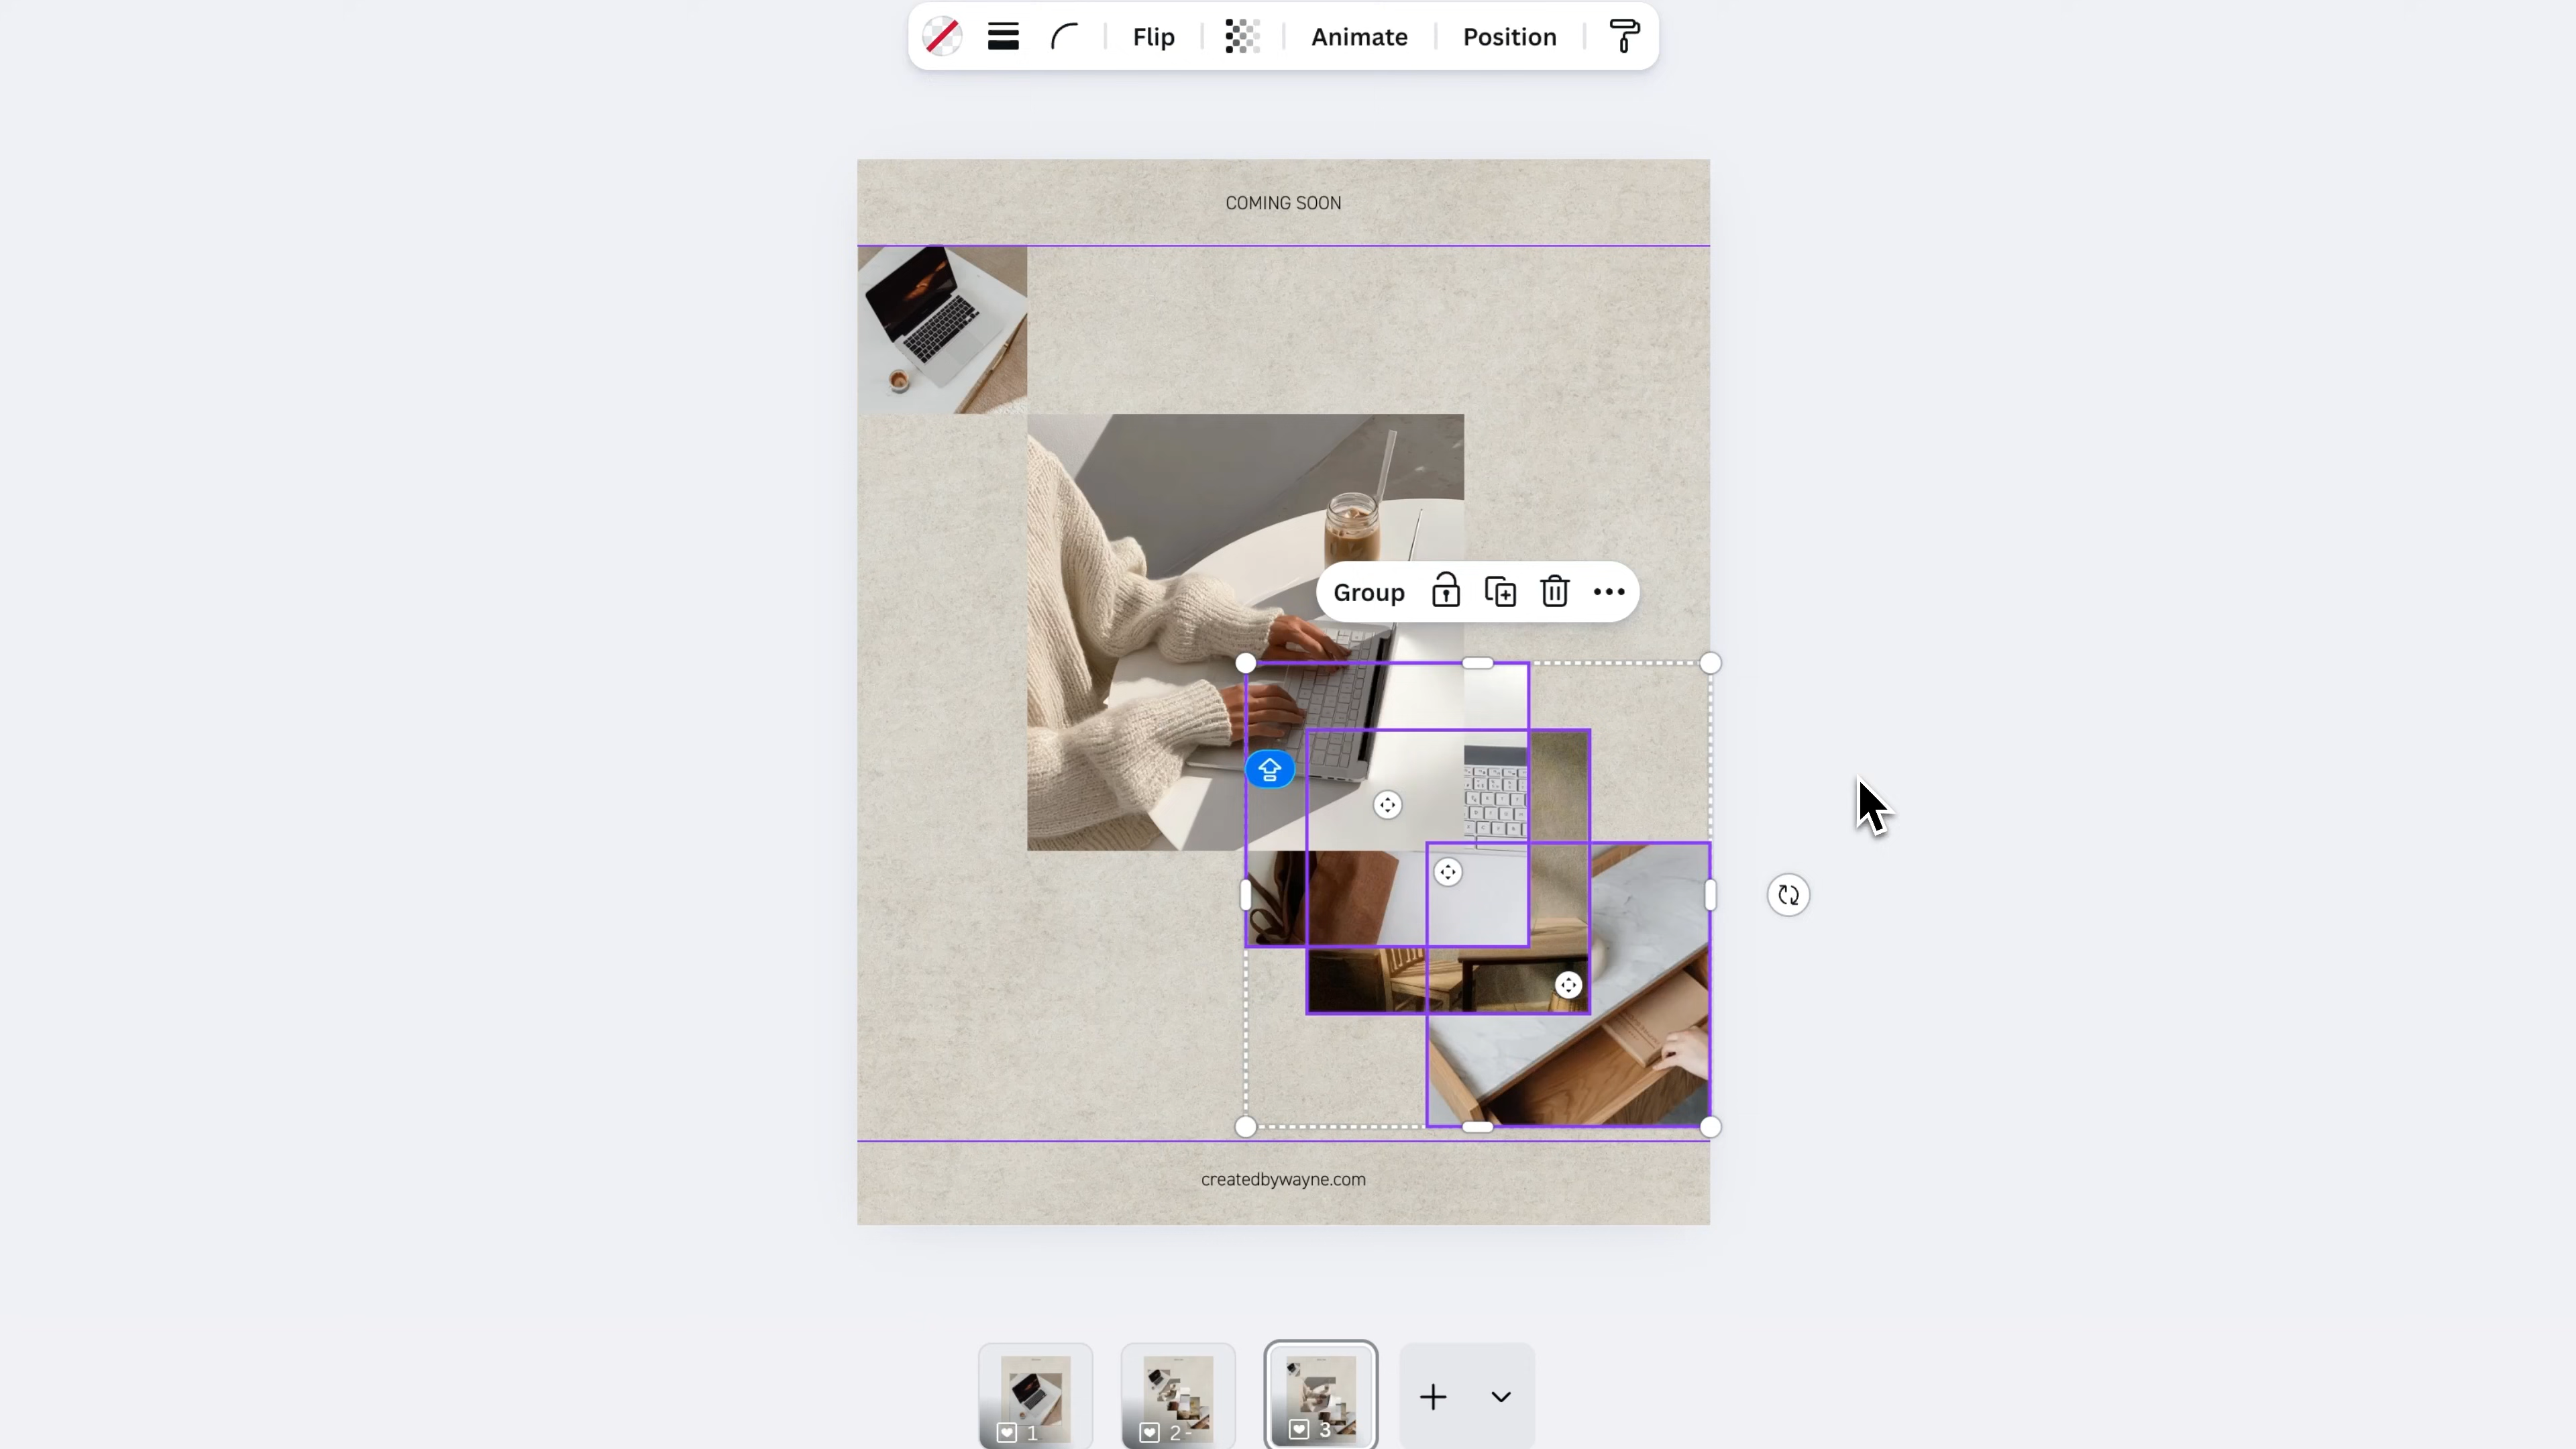 Flip Animate Position
COMING SOON
Group
createdbywayne.com
1 2- 3